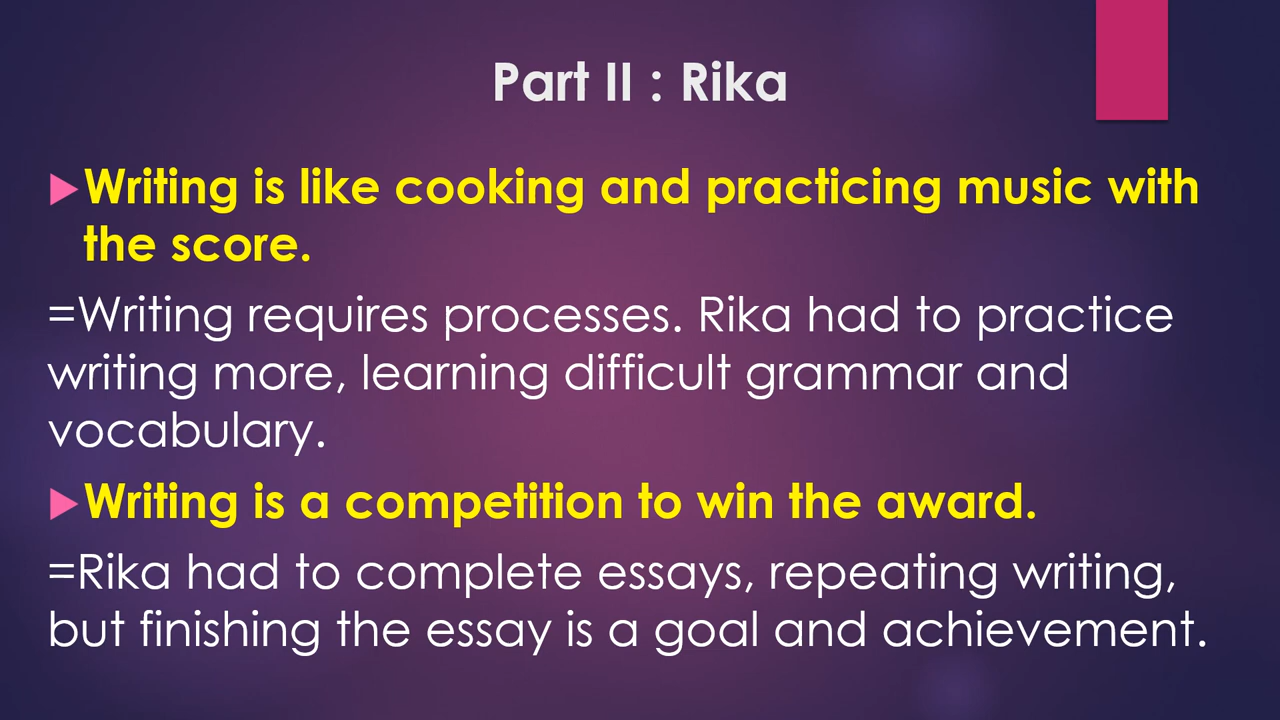 Part II : Rika
Writing is like cooking and practicing music with
the score.
=Writing requires processes. Rika had to practice
writing more, learning difficult grammar and
vocabulary.
Writing is a competition to win the award.
=Rika had to complete essays, repeating writing,
but finishing the essay is a goal and achievement.